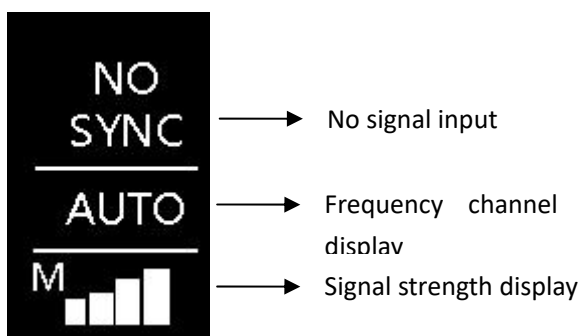 NO
SYNC
No signal input
AUTO
Frequency channel
display
M
Signal strength display